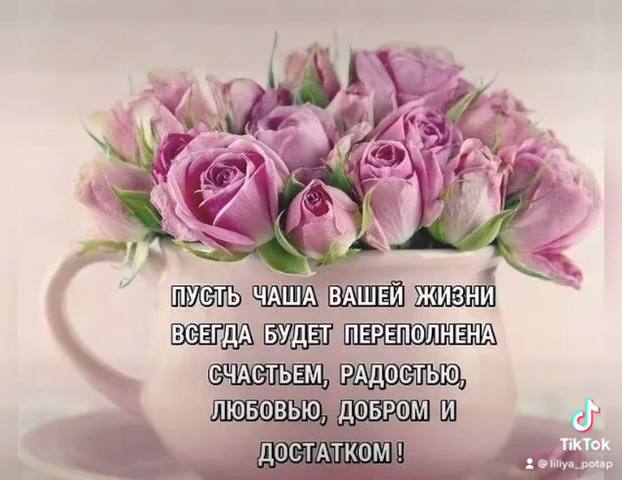 ПУСТЬ ЧАША ВАШЕЙ ЖИЗНИ
ВСЕГДА БУДЕТ ПЕРЕПОЛНЕНА
СЧАСТЬЕМ, РАДОСТЬЮ,
ЛЮБОВЬЮ, ДОБРОМ И
ДОСТАТКОМ !
TikTok
@liliya_potap